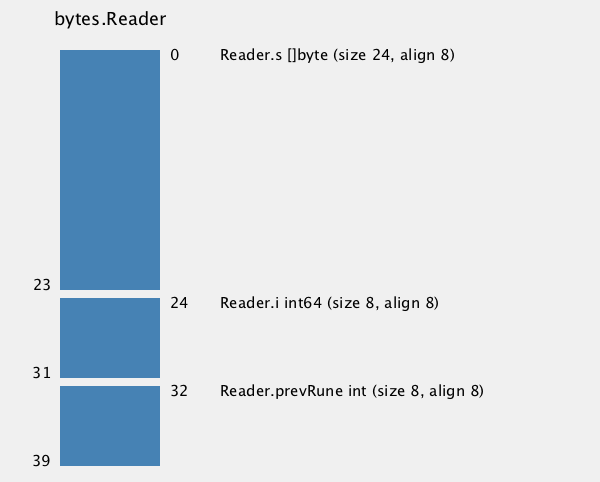 bytes.Reader
0 Reader.s []byte (size 24, align 8)
23
24 Reader.i int64 (size 8, align 8)
31
32 Reader.prevRune int (size 8, align 8)
39